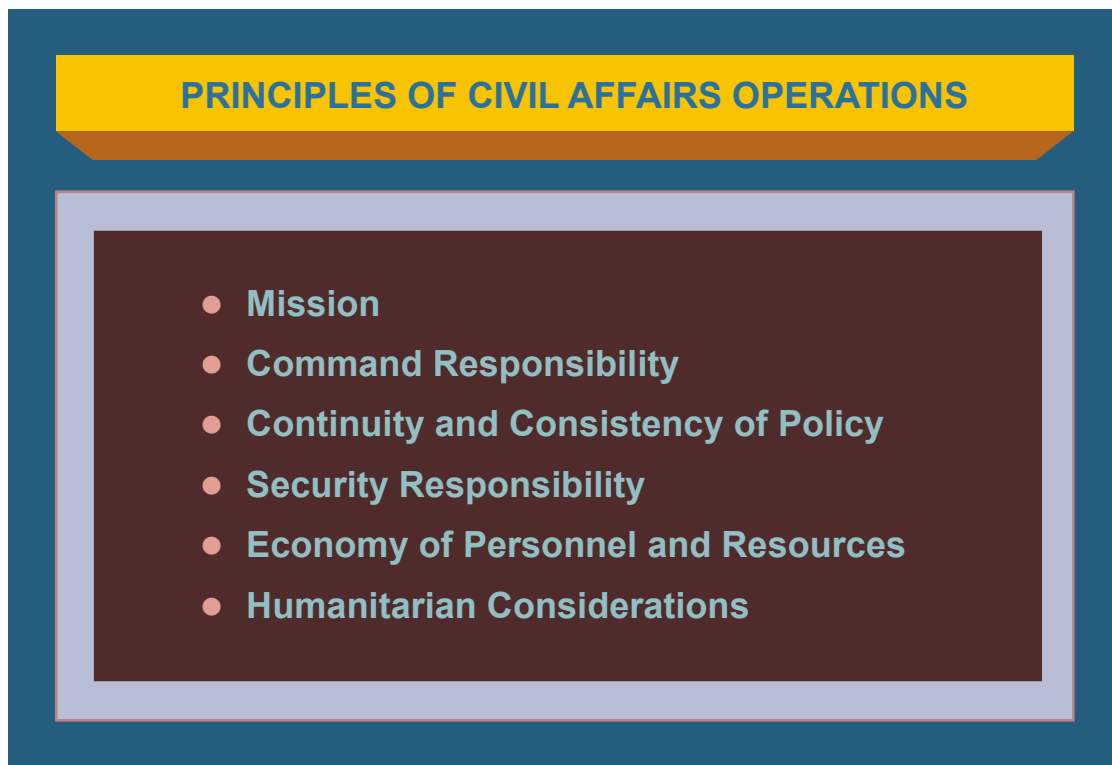 PRINCIPLES OF CIVIL AFFAIRS OPERATIONS
● Mission
● Command Responsibility
● Continuity and Consistency of Policy
● Security Responsibility
● Economy of Personnel and Resources
● Humanitarian Considerations